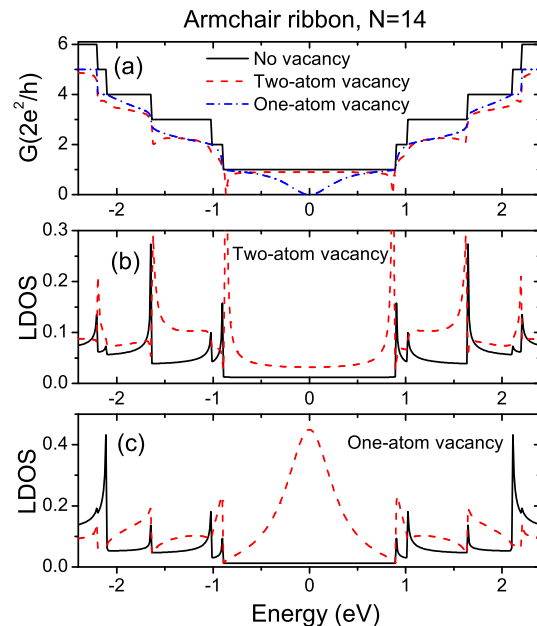 Armchair ribbon, N=14
6
4
2
0
G(2e²/h)
(a)
No vacancy
Two-atom vacancy
One-atom vacancy
-2 -1 0 1 2
0.3
0.2
0.1
0.0
LDOS
(b)
Two-atom vacancy
-2 -1 0 1 2
0.4
0.2
0.0
LDOS
(c)
One-atom vacancy
-2 -1 0 1 2
Energy (eV)